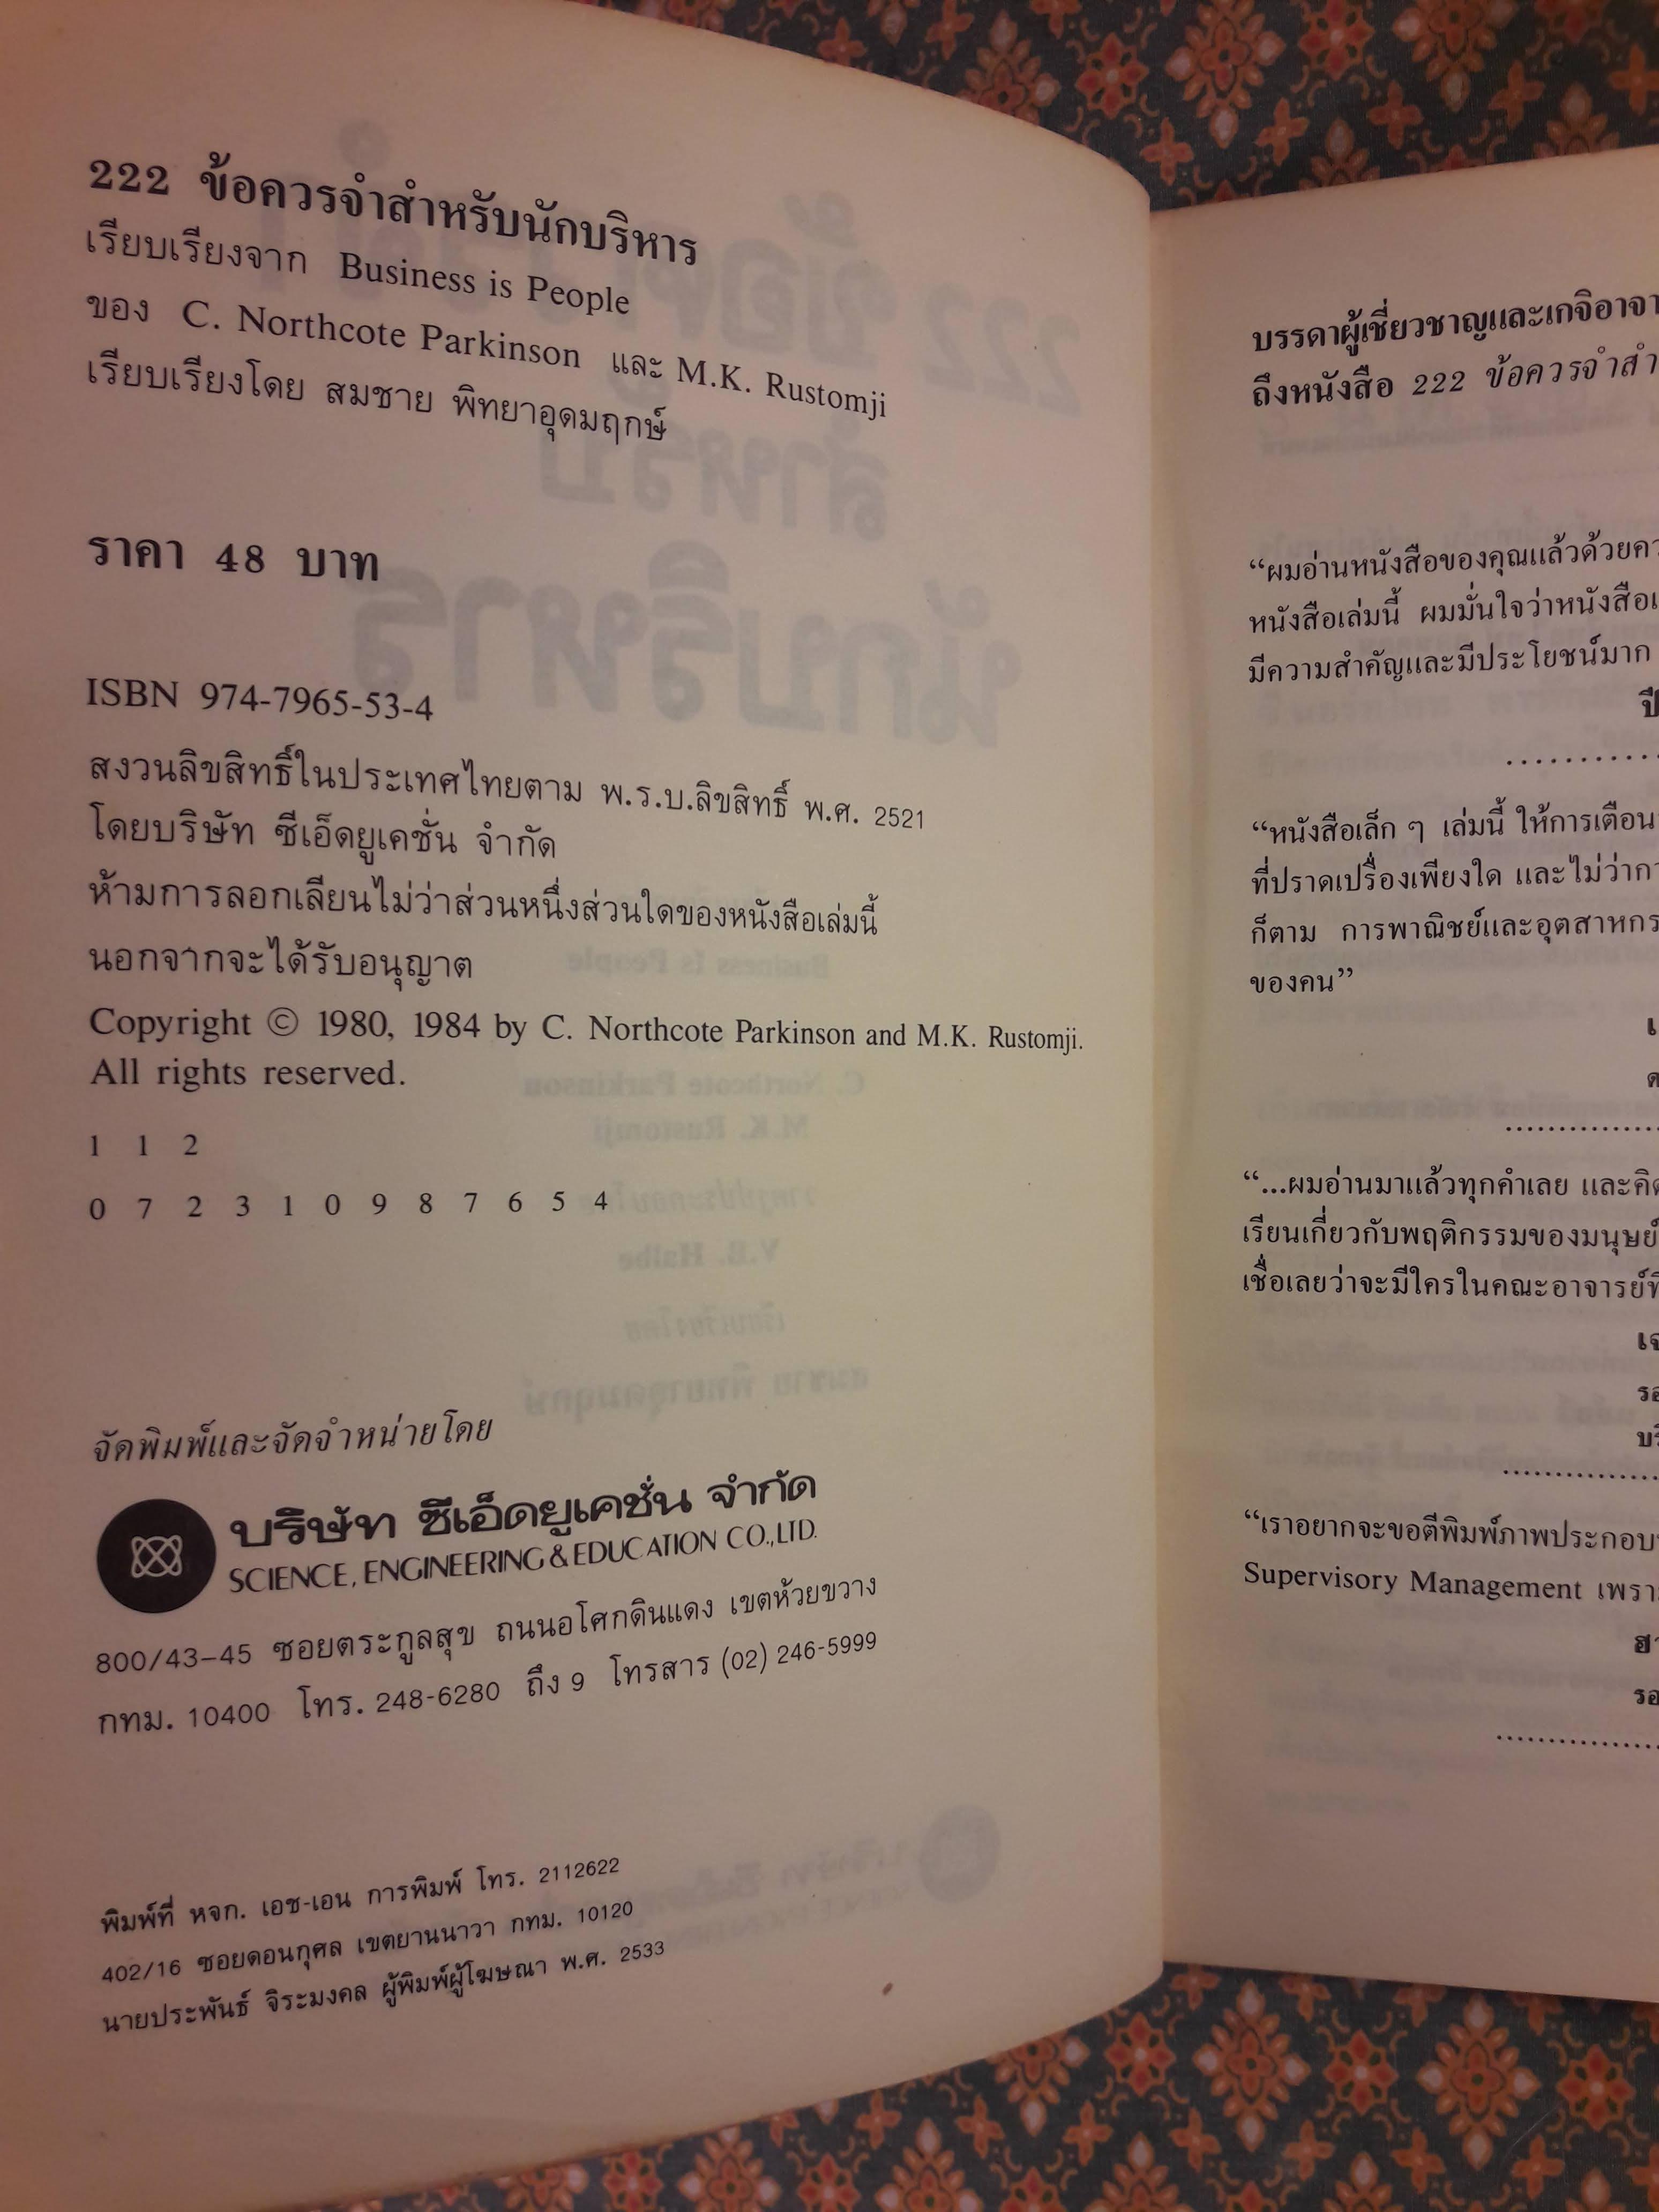 222 ข้อควรจำสำหรับนักบริหาร
เรียบเรียงจาก Business is People
ของ C. Northcote Parkinson และ M.K. Rustomji
เรียบเรียงโดย สมชาย พิทยาอุดมฤกษ์
ราคา 48 บาท
ISBN 974-7965-53-4
สงวนลิขสิทธิ์ในประเทศไทยตาม พ.ร.บ.ลิขสิทธิ์ พ.ศ. 2521
โดยบริษัท ซีเอ็ดยูเคชั่น จำกัด
ห้ามการลอกเลียนไม่ว่าส่วนหนึ่งส่วนใดของหนังสือเล่มนี้
นอกจากจะได้รับอนุญาต
Copyright © 1980, 1984 by C. Northcote Parkinson and M.K. Rustomji.
All rights reserved.
1 1 2
0 7 2 3 1 0 9 8 7 6 5 4
จัดพิมพ์และจัดจำหน่ายโดย
บริษัท ซีเอ็ดยูเคชั่น จำกัด
SCIENCE, ENGINEERING & EDUCATION CO.,LTD.
800/43–45 ซอยตระกูลสุข ถนนอโศกดินแดง เขตห้วยขวาง
กทม. 10400 โทร. 248-6280 ถึง 9 โทรสาร (02) 246-5999
พิมพ์ที่ หจก. เอช-เอน การพิมพ์ โทร. 2112622
402/16 ซอยดอนกุศล เขตยานนาวา กทม. 10120
นายประพันธ์ จิระมงคล ผู้พิมพ์ผู้โฆษณา พ.ศ. 2533
บรรดาผู้เชี่ยวชาญและเกจิอาจา
ถึงหนังสือ 222 ข้อควรจำสำ
“ผมอ่านหนังสือของคุณแล้วด้วยคว
หนังสือเล่มนี้ ผมมั่นใจว่าหนังสือเ
มีความสำคัญและมีประโยชน์มาก
ปี
“หนังสือเล็ก ๆ เล่มนี้ ให้การเตือน
ที่ปราดเปรื่องเพียงใด และไม่ว่ากา
ก็ตาม การพาณิชย์และอุตสาหกร
ของคน”
“...ผมอ่านมาแล้วทุกคำเลย และคิด
เรียนเกี่ยวกับพฤติกรรมของมนุษย์
เชื่อเลยว่าจะมีใครในคณะอาจารย์ที
เจ
รอ
บริ
“เราอยากจะขอตีพิมพ์ภาพประกอบ
Supervisory Management เพรา
ฮา
รอ